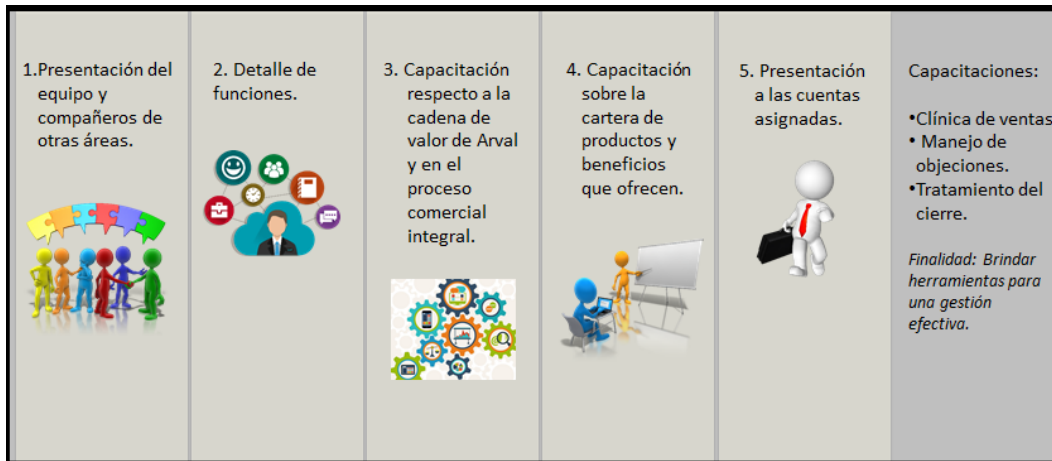 1.Presentación del
equipo y
compañeros de
otras áreas.
2. Detalle de
funciones.
3. Capacitación
respecto a la
cadena de
valor de Arval
y en el
proceso
comercial
integral.
4. Capacitación
sobre la
cartera de
productos y
beneficios
que ofrecen.
5. Presentación
a las cuentas
asignadas.
Capacitaciones:
•Clínica de ventas
• Manejo de
objeciones.
•Tratamiento del
cierre.
Finalidad: Brindar
herramientas para
una gestión
efectiva.